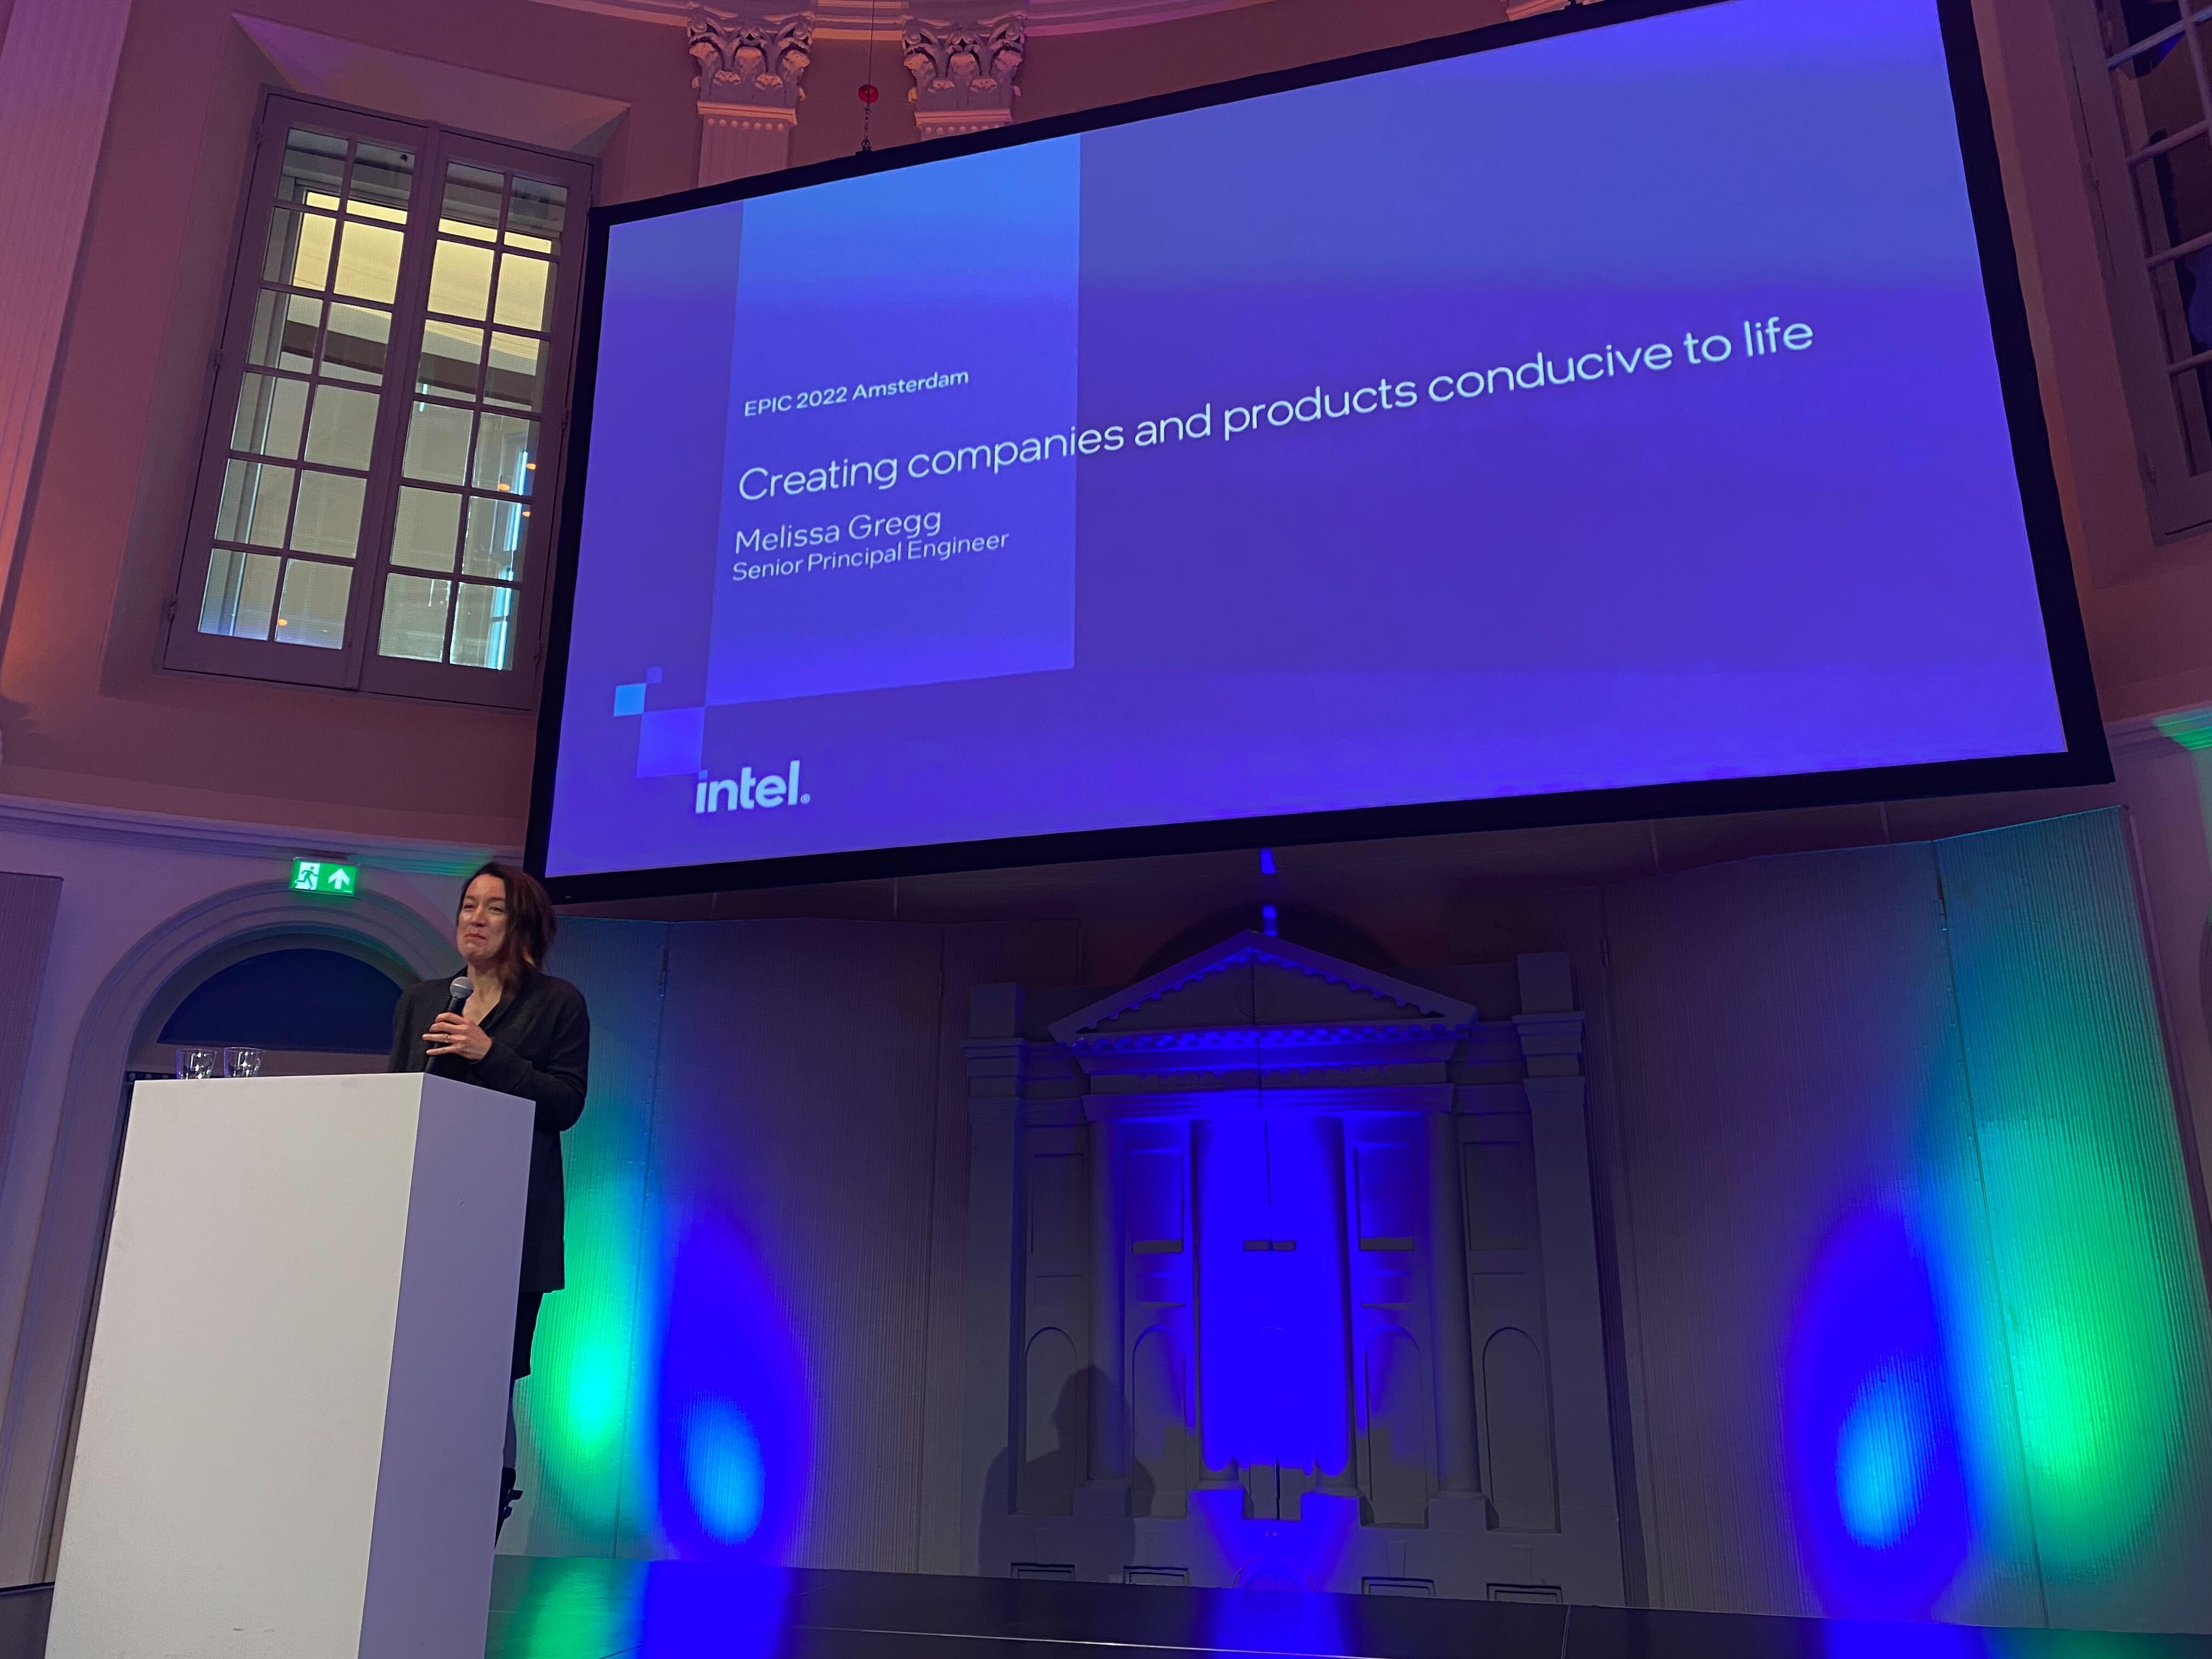 EPIC 2022 Amsterdam
Creating companies and products conducive to life
Melissa Gregg
Senior Principal Engineer
intel®